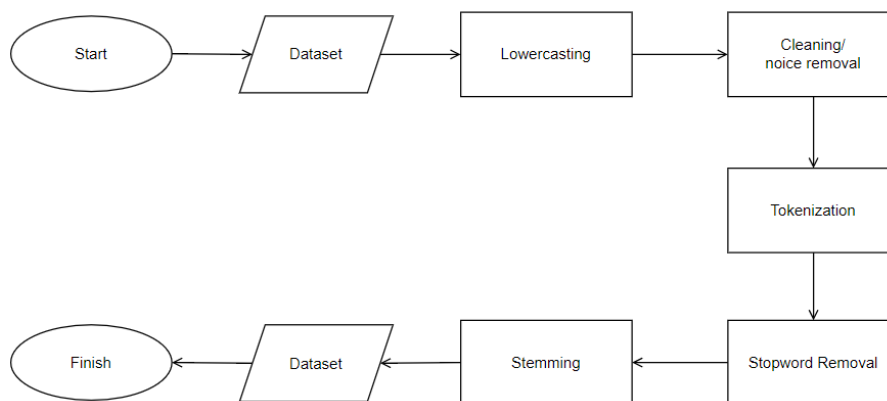 Start
Dataset
Lowercasting
Cleaning/
noice removal
Tokenization
Stopword Removal
Stemming
Dataset
Finish